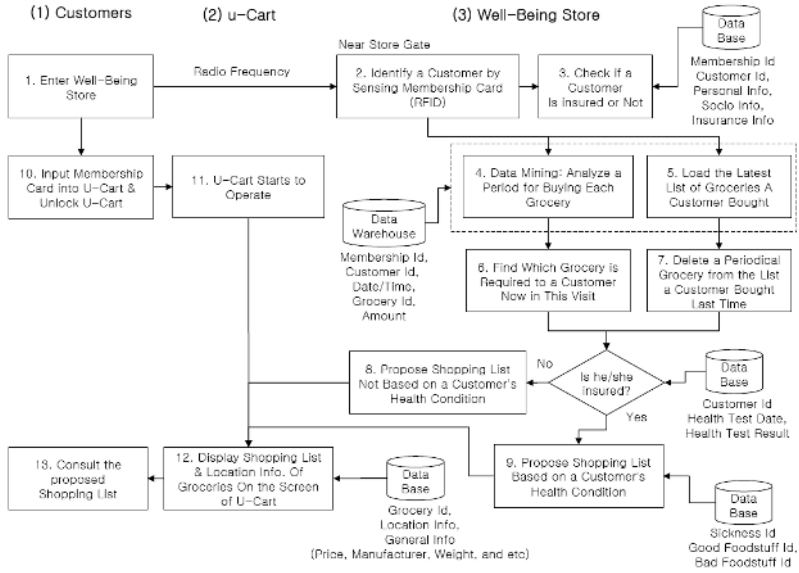 (1) Customers
(2) u-Cart
(3) Well-Being Store
Near Store Gate
Data
Base
1. Enter Well-Being
Store
Radio Frequency
2. Identify a Customer by
Sensing Membership Card
(RFID)
3. Check if a
Customer
Is insured or Not
Membership Id
Customer Id,
Personal Info,
Socio Info,
Insurance Info
10. Input Membership
Card into U-Cart &
Unlock U-Cart
11. U-Cart Starts to
Operate
4. Data Mining: Analyze a
Period for Buying Each
Grocery
5. Load the Latest
List of Groceries A
Customer Bought
Data
Warehouse
Membership Id,
Customer Id,
Date/Time,
Grocery Id,
Amount
6. Find Which Grocery is
Required to a Customer
Now in This Visit
7. Delete a Periodical
Grocery from the List
a Customer Bought
Last Time
8. Propose Shopping List
Not Based on a Customer's
Health Condition
No
Is he/she
insured?
Yes
Data
Base
Customer Id
Health Test Date,
Health Test Result
13. Consult the
proposed
Shopping List
12. Display Shopping List
& Location Info. Of
Groceries On the Screen
of U-Cart
Data
Base
Grocery Id,
Location Info,
General Info
(Price, Manufacturer, Weight, and etc)
9. Propose Shopping List
Based on a Customer's
Health Condition
Data
Base
Sickness Id
Good Foodstuff Id,
Bad Foodstuff Id